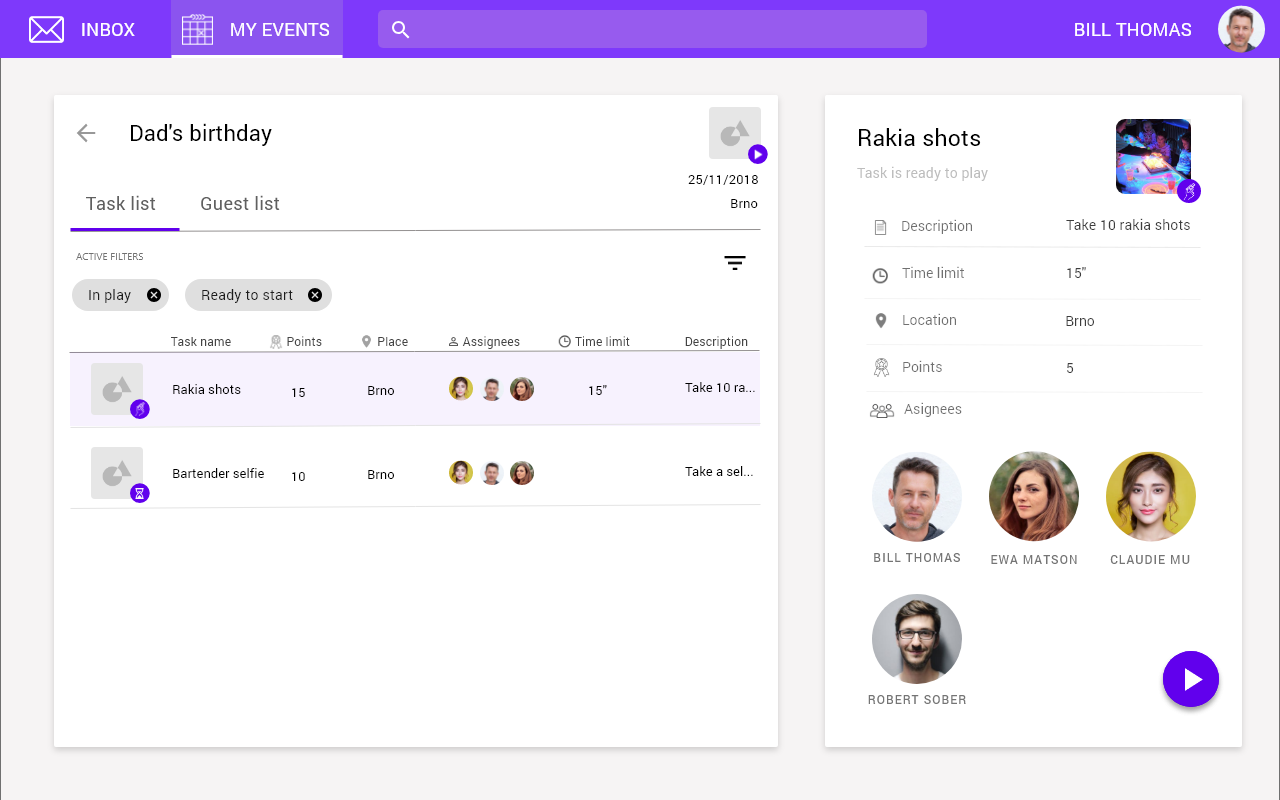 INBOX
MY EVENTS
BILL THOMAS
Dad's birthday
25/11/2018
Brno
Task list
Guest list
ACTIVE FILTERS
In play
Ready to start
Task name
Points
Place
Assignees
Time limit
Description
Rakia shots
15
Brno
15"
Take 10 ra...
Bartender selfie
10
Brno
Take a sel...
Rakia shots
Task is ready to play
Description
Take 10 rakia shots
Time limit
15"
Location
Brno
Points
5
Asignees
BILL THOMAS
EWA MATSON
CLAUDIE MU
ROBERT SOBER